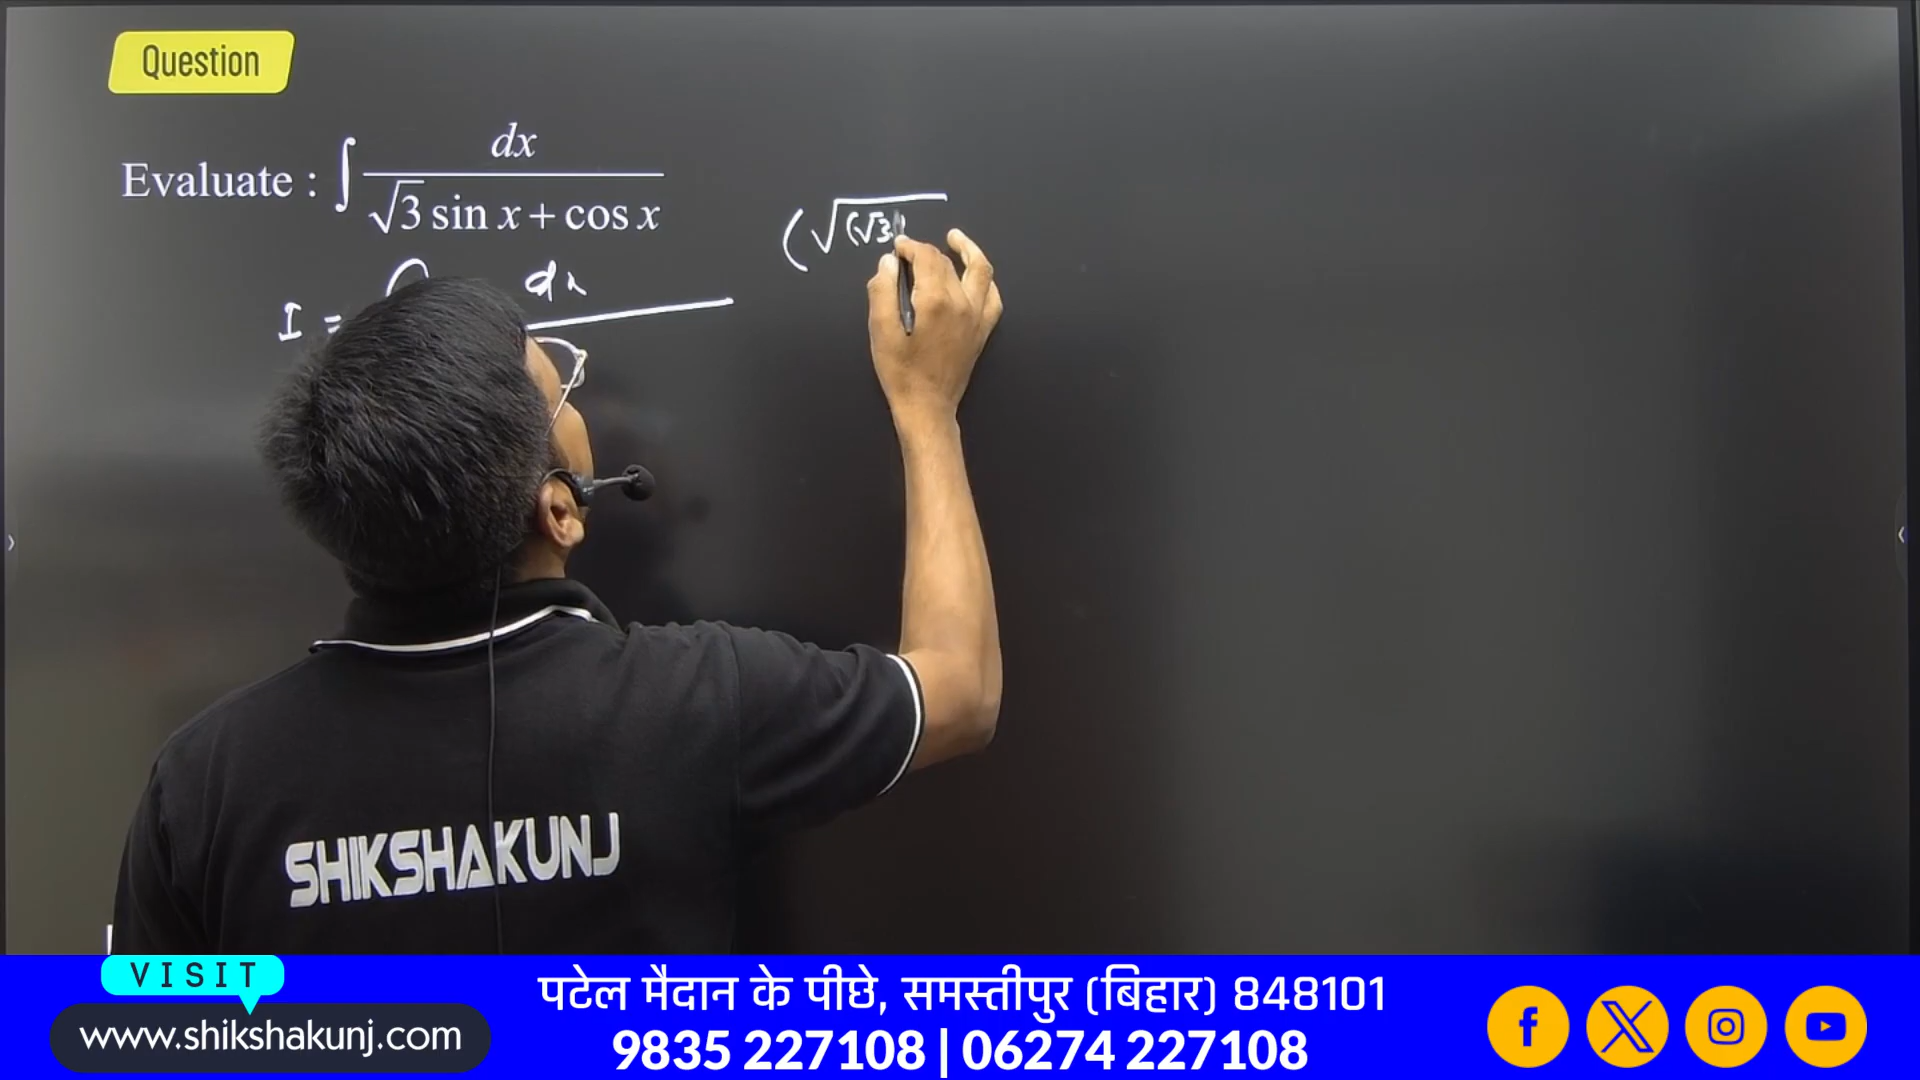 Question
Evaluate : ∫ dx / (√3 sin x + cos x)
I = dx
(√(√3)
SHIKSHAKUNJ
VISIT
www.shikshakunj.com
पटेल मैदान के पीछे, समस्तीपुर (बिहार) 848101
9835 227108 | 06274 227108